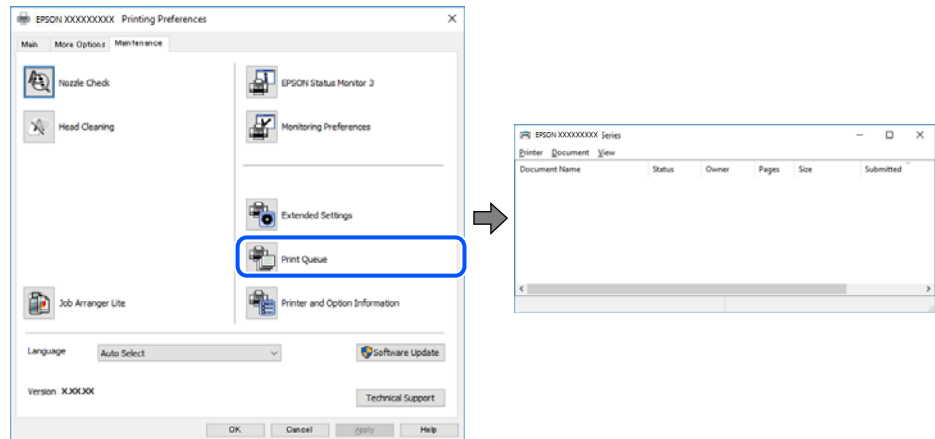 EPSON XXXXXXXXX Printing Preferences
Main More Options Maintenance
Nozzle Check
EPSON Status Monitor 3
Head Cleaning
Monitoring Preferences
Extended Settings
Print Queue
Job Arranger Lite
Printer and Option Information
Language Auto Select
Software Update
Version X.XX.XX
Technical Support
OK Cancel Apply Help
EPSON XXXXXXXXX Series
Printer Document View
Document Name Status Owner Pages Size Submitted